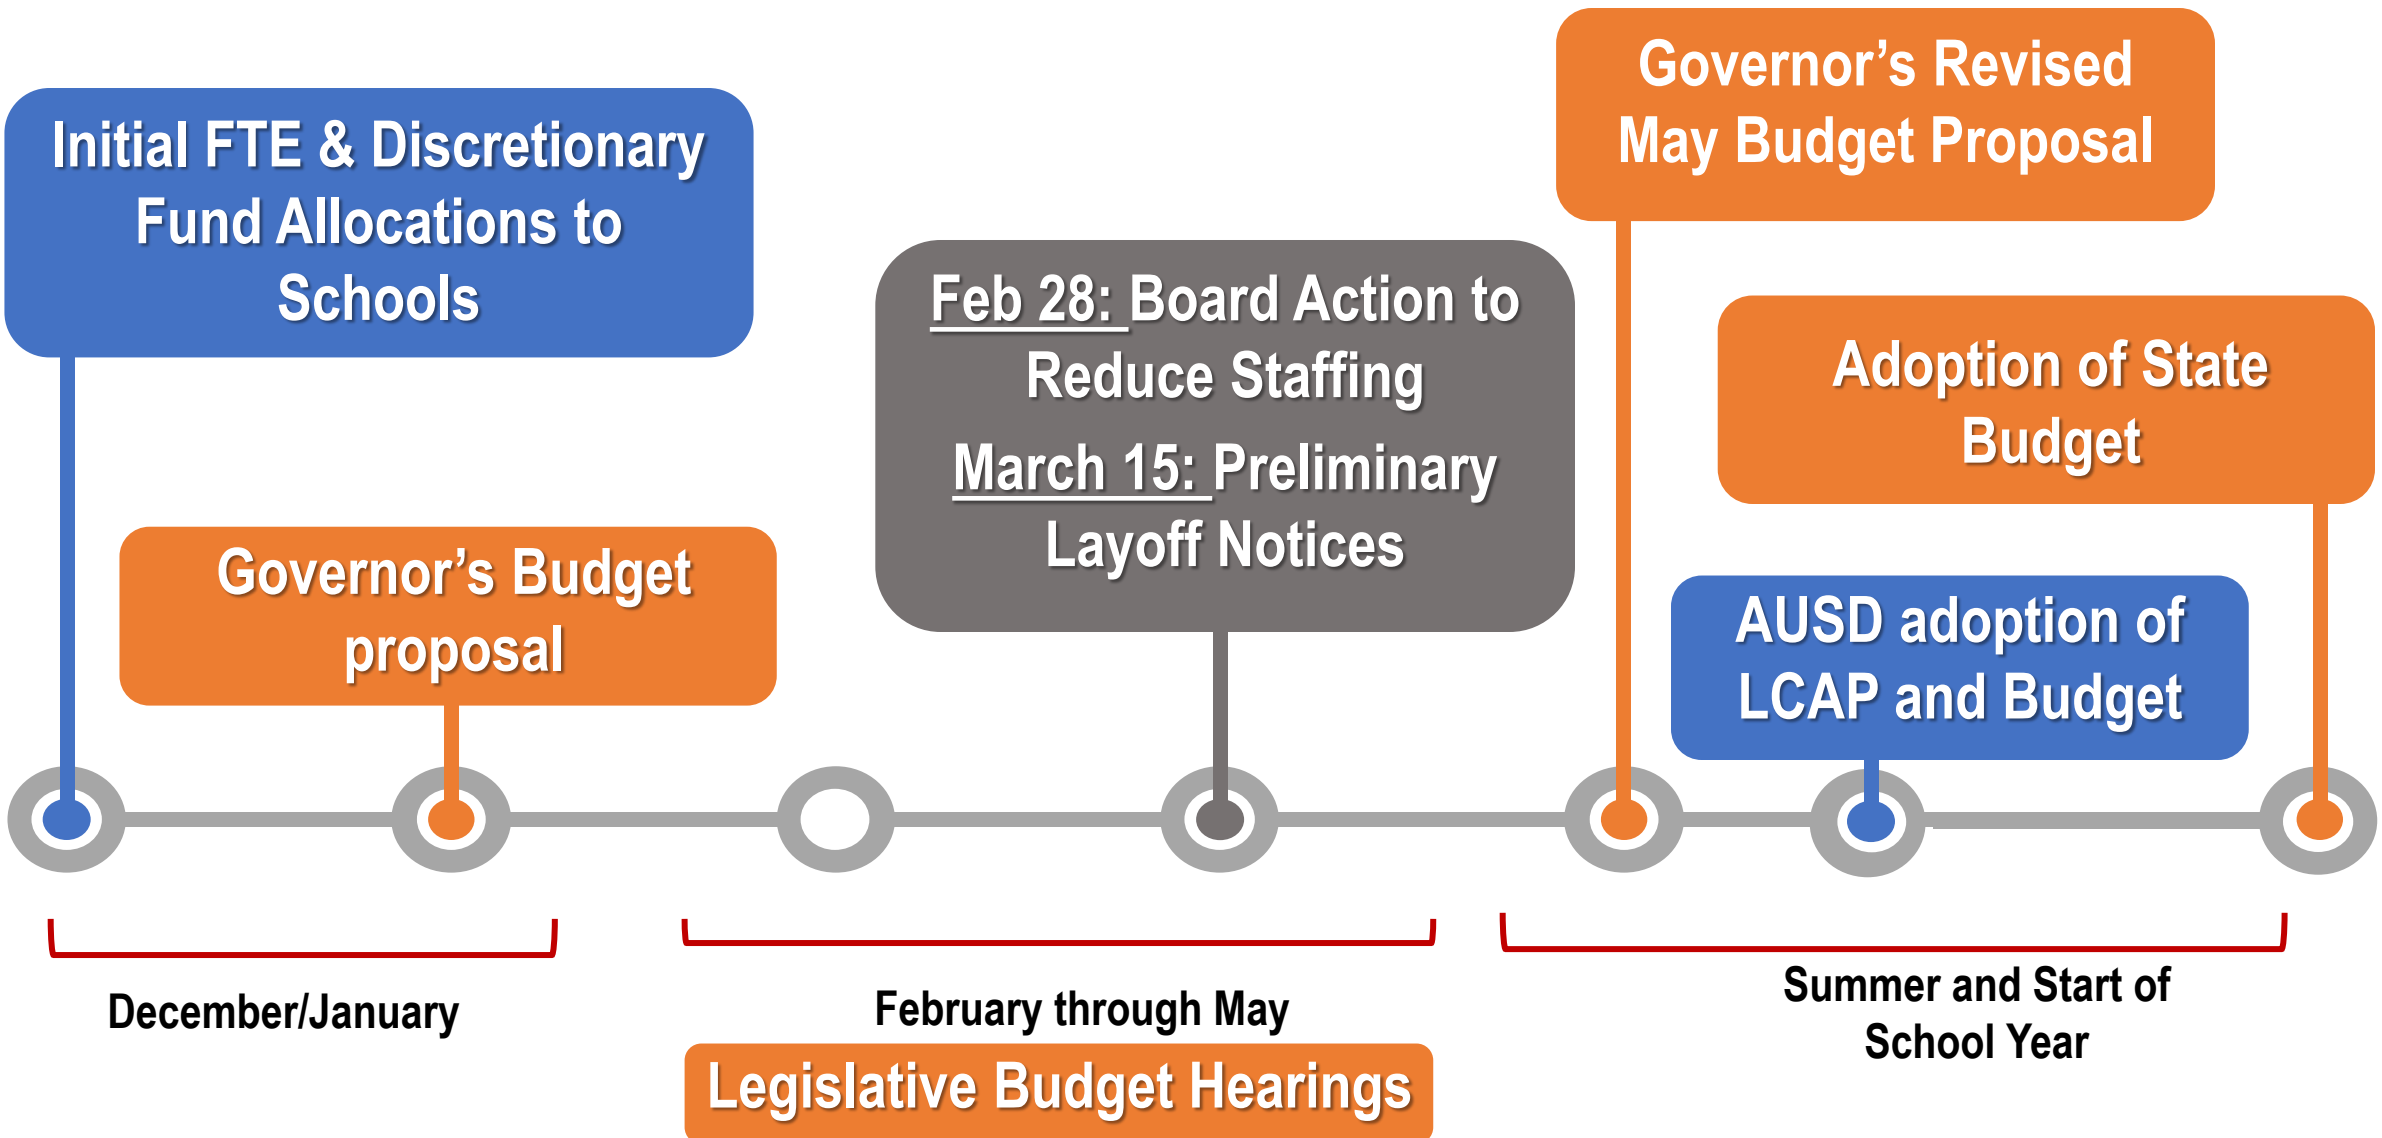 Initial FTE & Discretionary
Fund Allocations to
Schools
Governor’s Budget
proposal
Feb 28: Board Action to
Reduce Staffing
March 15: Preliminary
Layoff Notices
Governor’s Revised
May Budget Proposal
Adoption of State
Budget
AUSD adoption of
LCAP and Budget
December/January
February through May
Legislative Budget Hearings
Summer and Start of
School Year